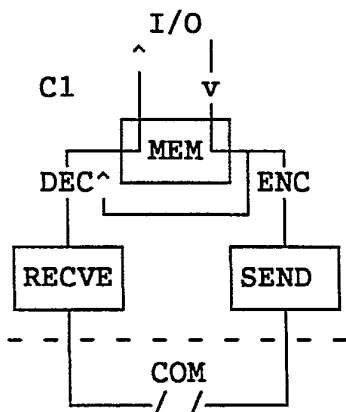 I/O
C1
MEM
DEC ENC
RECVE SEND
COM